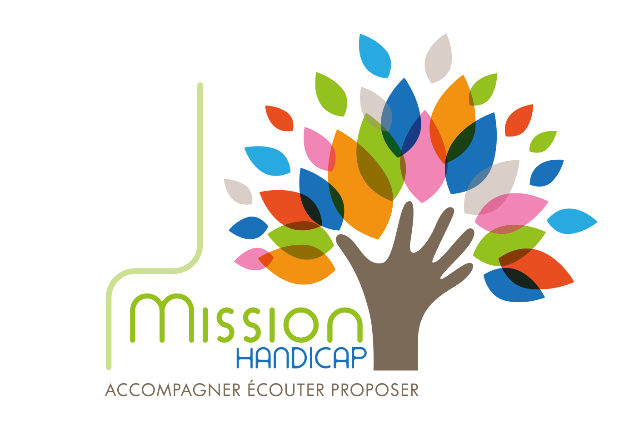 Mission
HANDICAP
ACCOMPAGNER ÉCOUTER PROPOSER